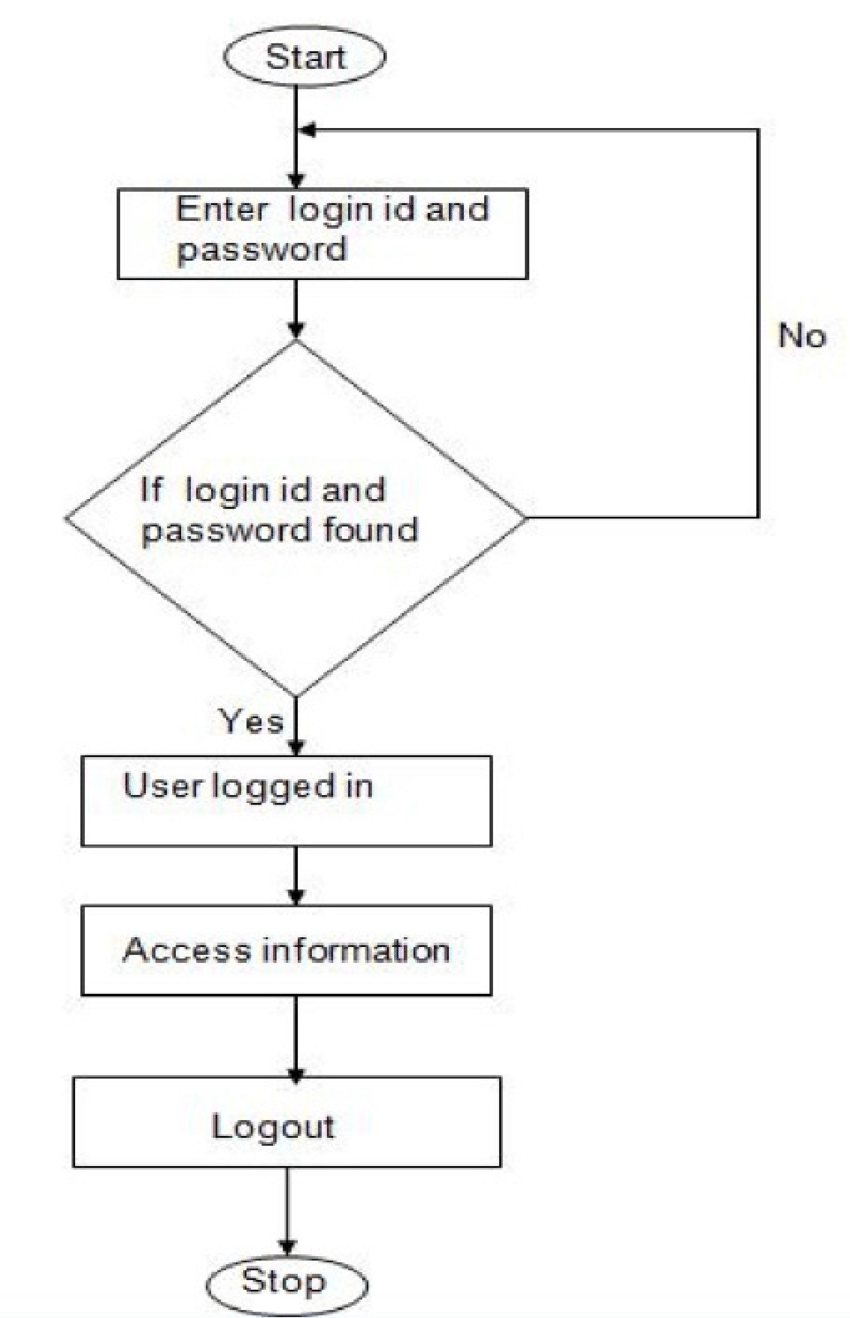 Start
Enter login id and
password
No
If login id and
password found
Yes
User logged in
Access information
Logout
Stop